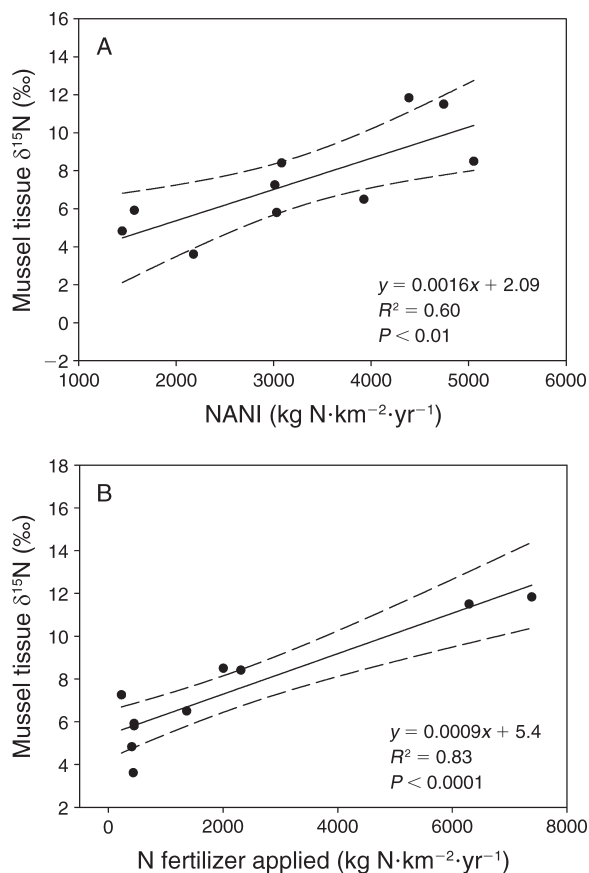 A
16
14
12
10
8
6
4
2
0
−2
Mussel tissue δ¹⁵N (‰)
y = 0.0016x + 2.09
R² = 0.60
P < 0.01
1000 2000 3000 4000 5000 6000
NANI (kg N·km⁻²·yr⁻¹)
B
18
16
14
12
10
8
6
4
2
Mussel tissue δ¹⁵N (‰)
y = 0.0009x + 5.4
R² = 0.83
P < 0.0001
0 2000 4000 6000 8000
N fertilizer applied (kg N·km⁻²·yr⁻¹)